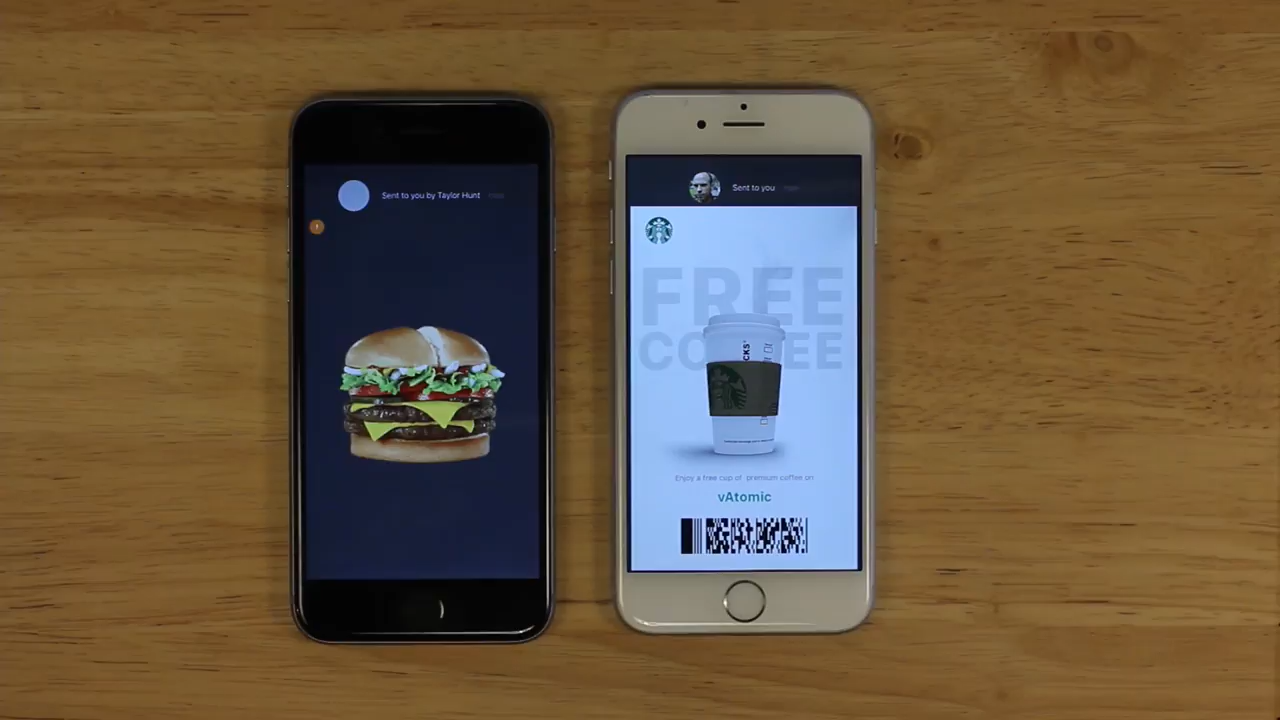 Sent to you by Taylor Hunt
Sent to you
FREE
COFFEE
Enjoy a free cup of premium coffee on
vAtomic